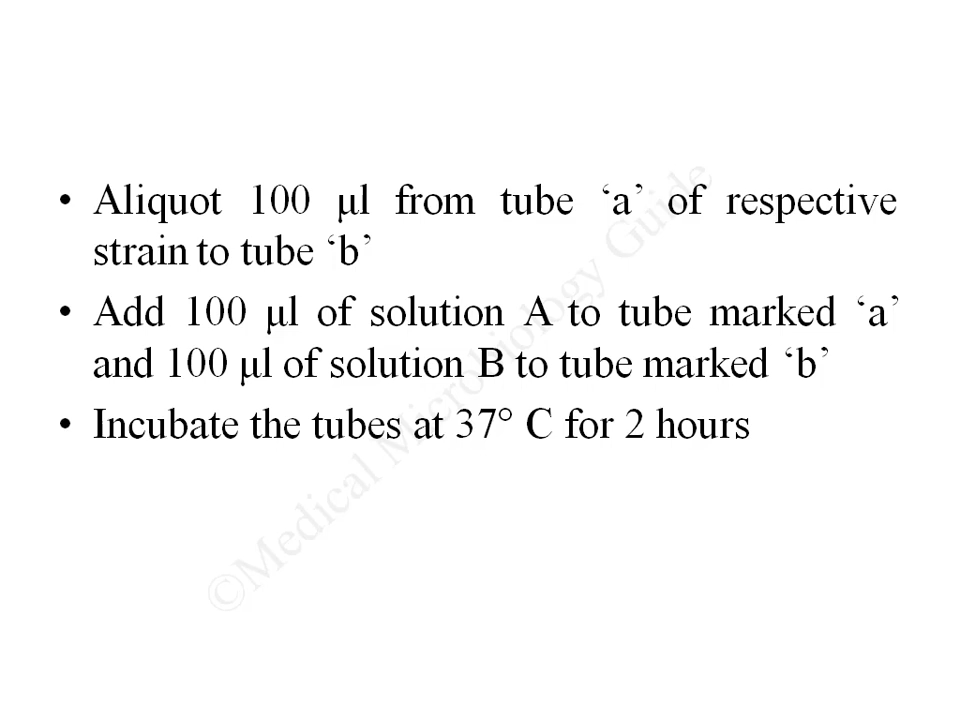 • Aliquot 100 μl from tube ‘a’ of respective
strain to tube ‘b’
• Add 100 μl of solution A to tube marked ‘a’
and 100 μl of solution B to tube marked ‘b’
• Incubate the tubes at 37° C for 2 hours
©Medical Microbiology Guide